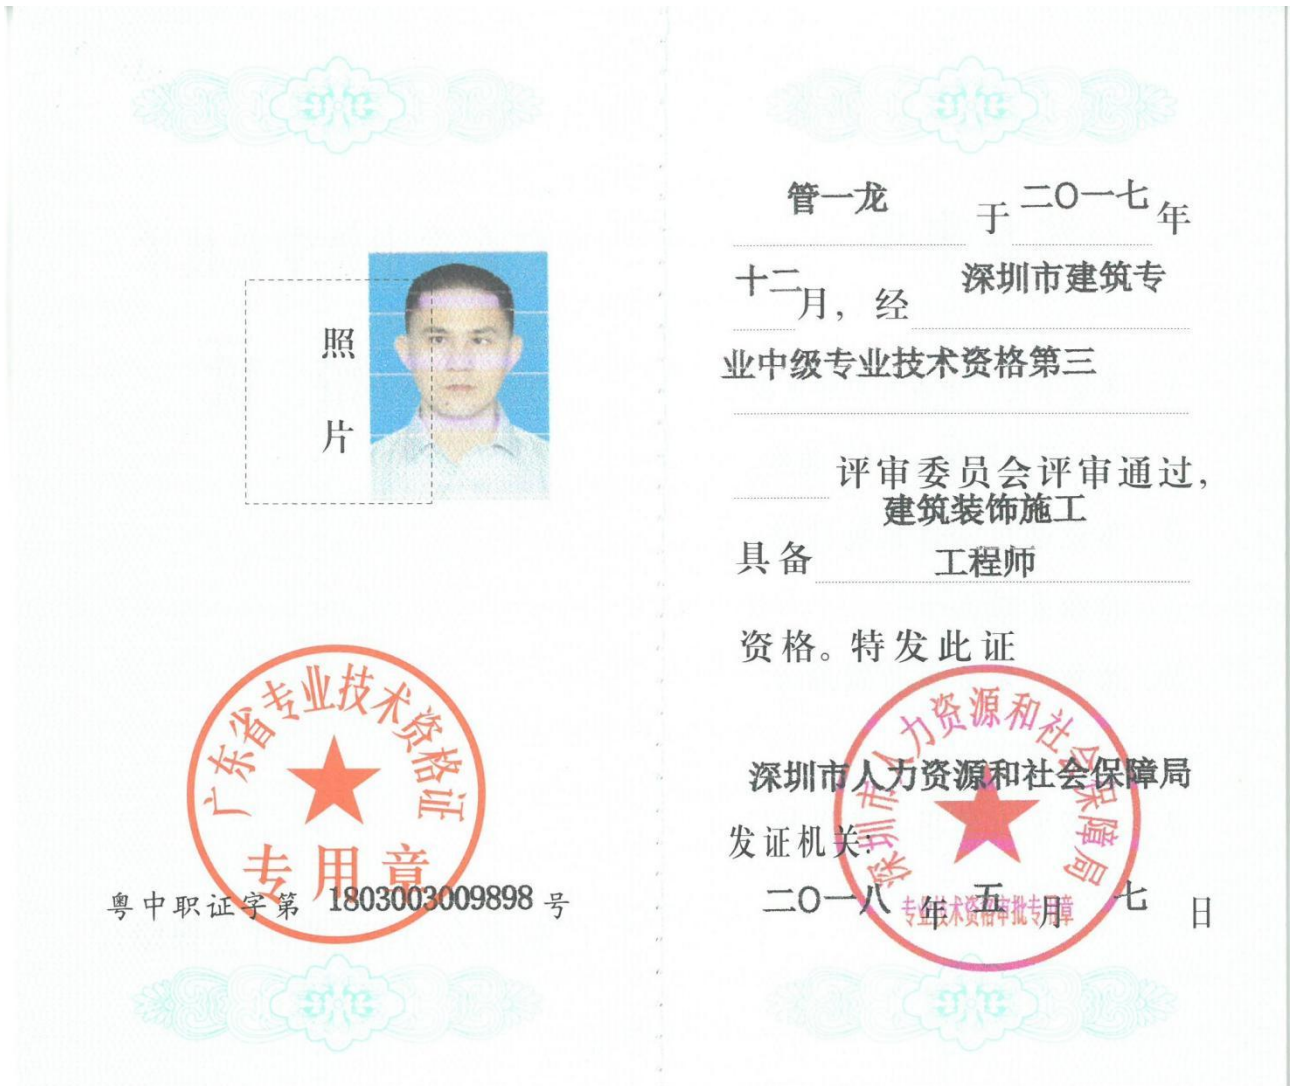 照
片
广东省专业技术资格证
专用章
粤中职证字第 1803003009898 号
管一龙 于 二〇一七 年
十二月，经 深圳市建筑专
业中级专业技术资格第三
评审委员会评审通过，
建筑装饰施工
具备 工程师
资格。特发此证
深圳市人力资源和社会保障局
深圳市人力资源和社会保障局
发证机关：
二〇一八 年 五 月 七 日
专业技术资格审批专用章